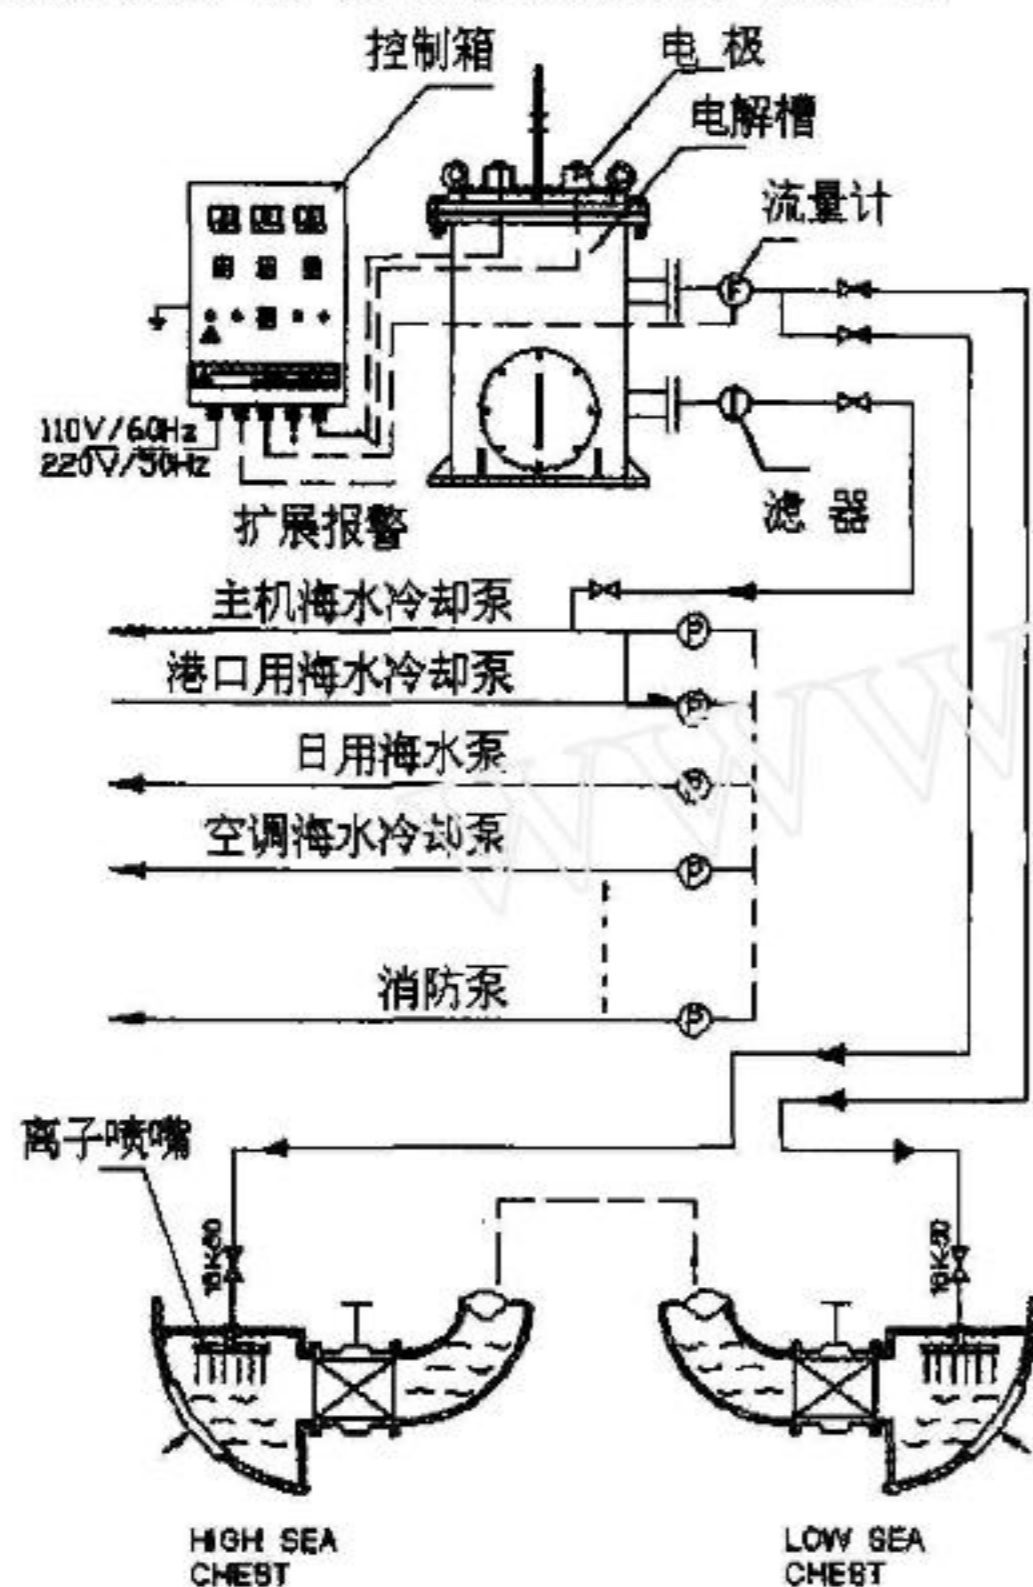 控制箱
电极
电解槽
流量计
F
110V/60Hz
220V/50Hz
扩展报警
滤 器
主机海水冷却泵
P
港口用海水冷却泵
P
日用海水泵
P
空调海水冷却泵
P
消防泵
P
离子喷嘴
HIGH SEA
CHEST
LOW SEA
CHEST
WWW